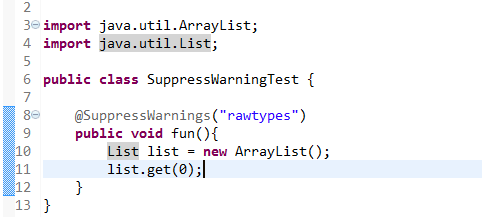 2
3 import java.util.ArrayList;
4 import java.util.List;
5
6 public class SuppressWarningTest {
7
8 @SuppressWarnings("rawtypes")
9 public void fun(){
10 List list = new ArrayList();
11 list.get(0);
12 }
13 }